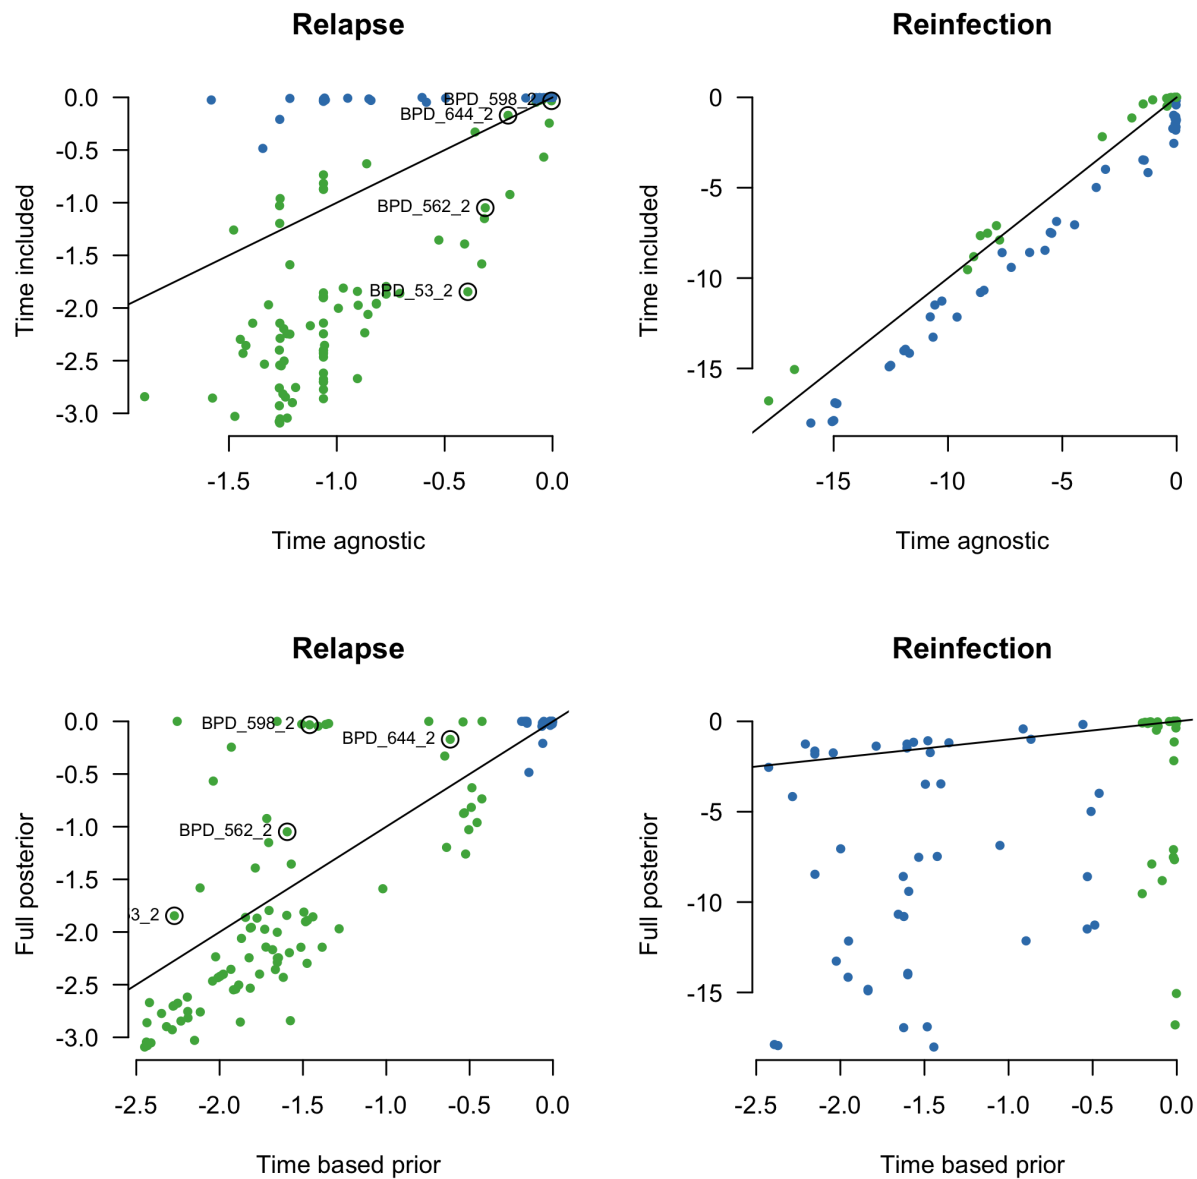 Relapse
Time included
0.0
-0.5
-1.0
-1.5
-2.0
-2.5
-3.0
BPD_598_2
BPD_644_2
BPD_562_2
BPD_53_2
-1.5 -1.0 -0.5 0.0
Time agnostic
Reinfection
Time included
0
-5
-10
-15
-15 -10 -5 0
Time agnostic
Relapse
Full posterior
0.0
-0.5
-1.0
-1.5
-2.0
-2.5
-3.0
BPD_598_2
BPD_644_2
BPD_562_2
3_2
-2.5 -2.0 -1.5 -1.0 -0.5 0.0
Time based prior
Reinfection
Full posterior
0
-5
-10
-15
-2.5 -2.0 -1.5 -1.0 -0.5 0.0
Time based prior